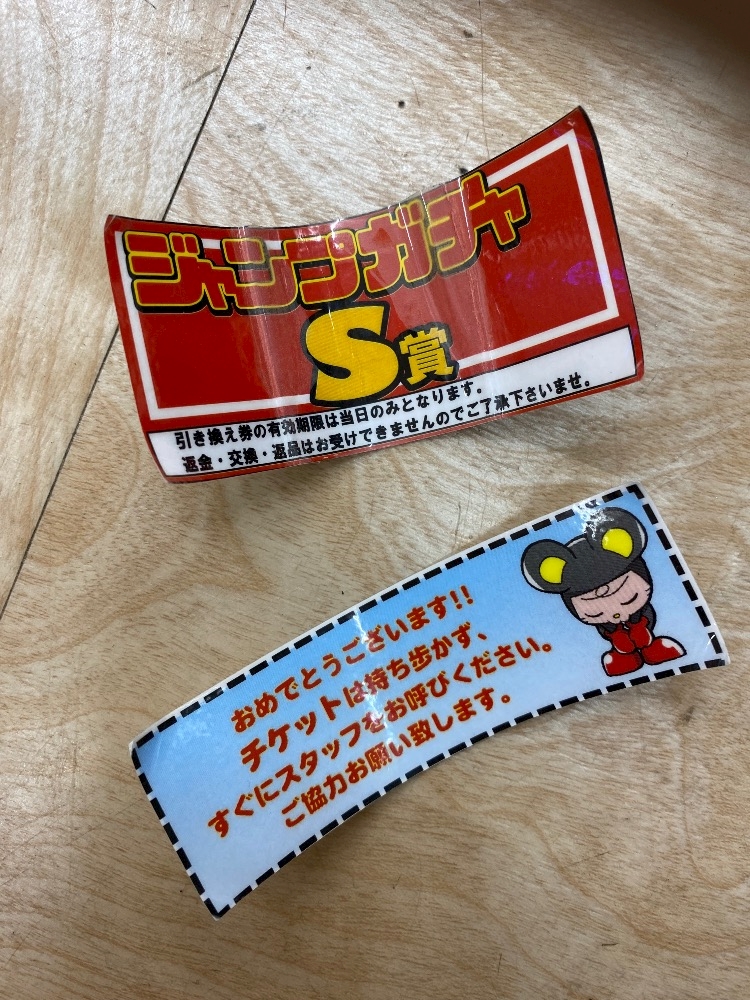 ジャンプガチャ
S賞
引き換え券の有効期限は当日のみとなります。
返金・交換・返品はお受けできませんのでご了承下さいませ。
おめでとうございます!!
チケットは持ち歩かず、
すぐにスタッフをお呼びください。
ご協力お願い致します。